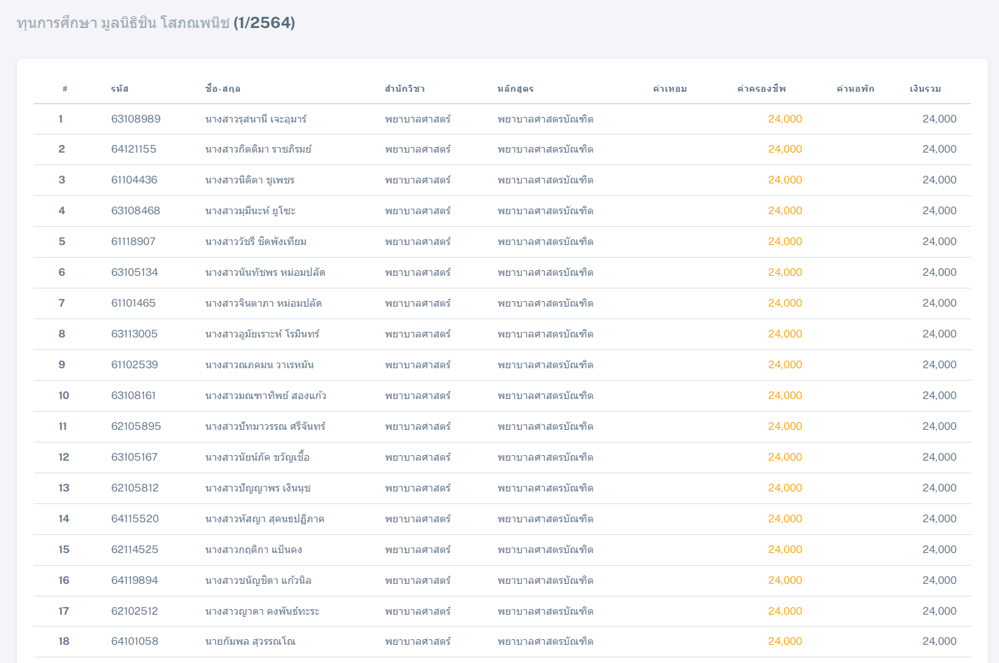 ทุนการศึกษา มูลนิธิชิน โสภณพนิช (1/2564)
# รหัส ชื่อ-สกุล สำนักวิชา หลักสูตร ค่าเทอม ค่าครองชีพ ค่าหอพัก เงินรวม
1 63108989 นางสาวรุสนานี เจะอุมาร์ พยาบาลศาสตร์ พยาบาลศาสตรบัณฑิต 24,000 24,000
2 64121155 นางสาวกิตติมา ราชภิรมย์ พยาบาลศาสตร์ พยาบาลศาสตรบัณฑิต 24,000 24,000
3 61104436 นางสาวนิติตา ชูเพชร พยาบาลศาสตร์ พยาบาลศาสตรบัณฑิต 24,000 24,000
4 63108468 นางสาวมุมีนะห์ ยูโซะ พยาบาลศาสตร์ พยาบาลศาสตรบัณฑิต 24,000 24,000
5 61118907 นางสาววัชรี ชิดพังเทียม พยาบาลศาสตร์ พยาบาลศาสตรบัณฑิต 24,000 24,000
6 63105134 นางสาวนันทัชพร หม่อมปลัด พยาบาลศาสตร์ พยาบาลศาสตรบัณฑิต 24,000 24,000
7 61101465 นางสาวจินตาภา หม่อมปลัด พยาบาลศาสตร์ พยาบาลศาสตรบัณฑิต 24,000 24,000
8 63113005 นางสาวอูมัยเราะห์ โรมินทร์ พยาบาลศาสตร์ พยาบาลศาสตรบัณฑิต 24,000 24,000
9 61102539 นางสาวณภคมน วาเรหมัน พยาบาลศาสตร์ พยาบาลศาสตรบัณฑิต 24,000 24,000
10 63108161 นางสาวมณฑาทิพย์ สองแก้ว พยาบาลศาสตร์ พยาบาลศาสตรบัณฑิต 24,000 24,000
11 62105895 นางสาวปัทมาวรรณ ศรีจันทร์ พยาบาลศาสตร์ พยาบาลศาสตรบัณฑิต 24,000 24,000
12 63105167 นางสาวนัยน์ภัค ขวัญเชื้อ พยาบาลศาสตร์ พยาบาลศาสตรบัณฑิต 24,000 24,000
13 62105812 นางสาวปัญญาพร เงินนุช พยาบาลศาสตร์ พยาบาลศาสตรบัณฑิต 24,000 24,000
14 64115520 นางสาวหัสญา สุคนธปฏิภาค พยาบาลศาสตร์ พยาบาลศาสตรบัณฑิต 24,000 24,000
15 62114525 นางสาวกฤติกา แป้นคง พยาบาลศาสตร์ พยาบาลศาสตรบัณฑิต 24,000 24,000
16 64119894 นางสาวชนัญชิดา แก้วนิล พยาบาลศาสตร์ พยาบาลศาสตรบัณฑิต 24,000 24,000
17 62102512 นางสาวญาดา คงพันธ์ทะระ พยาบาลศาสตร์ พยาบาลศาสตรบัณฑิต 24,000 24,000
18 64101058 นายกัมพล สุวรรณโณ พยาบาลศาสตร์ พยาบาลศาสตรบัณฑิต 24,000 24,000